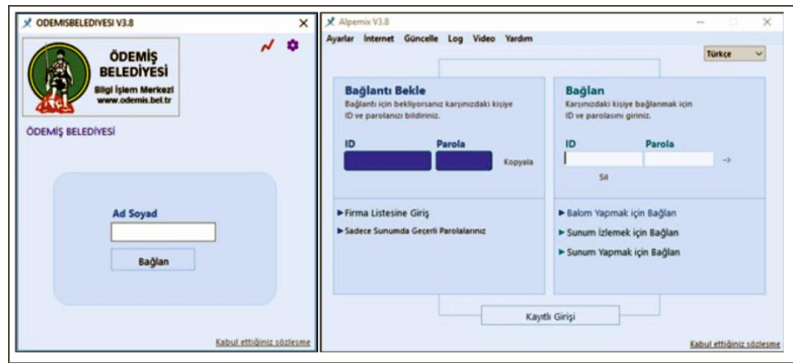 ODEMISBELEDIYESI V3.8
ÖDEMİŞ
BELEDİYESİ
Bilgi İşlem Merkezi
www.odemis.bel.tr
ÖDEMİŞ BELEDİYESİ
Ad Soyad
Bağlan
Kabul ettiğiniz sözleşme
Alpemix V3.8
Ayarlar İnternet Güncelle Log Video Yardım
Türkçe
Bağlantı Bekle
Bağlantı için bekliyorsanız karşınızdaki kişiye
ID ve parolanızı bildiriniz.
ID Parola
Kopyala
Firma Listesine Giriş
Sadece Sunumda Geçerli Parolalarınız
Bağlan
Karşınızdaki kişiye bağlanmak için
ID ve parolasını giriniz.
ID Parola
Sil
Bakım Yapmak için Bağlan
Sunum İzlemek için Bağlan
Sunum Yapmak için Bağlan
Kayıtlı Girişi
Kabul ettiğiniz sözleşme